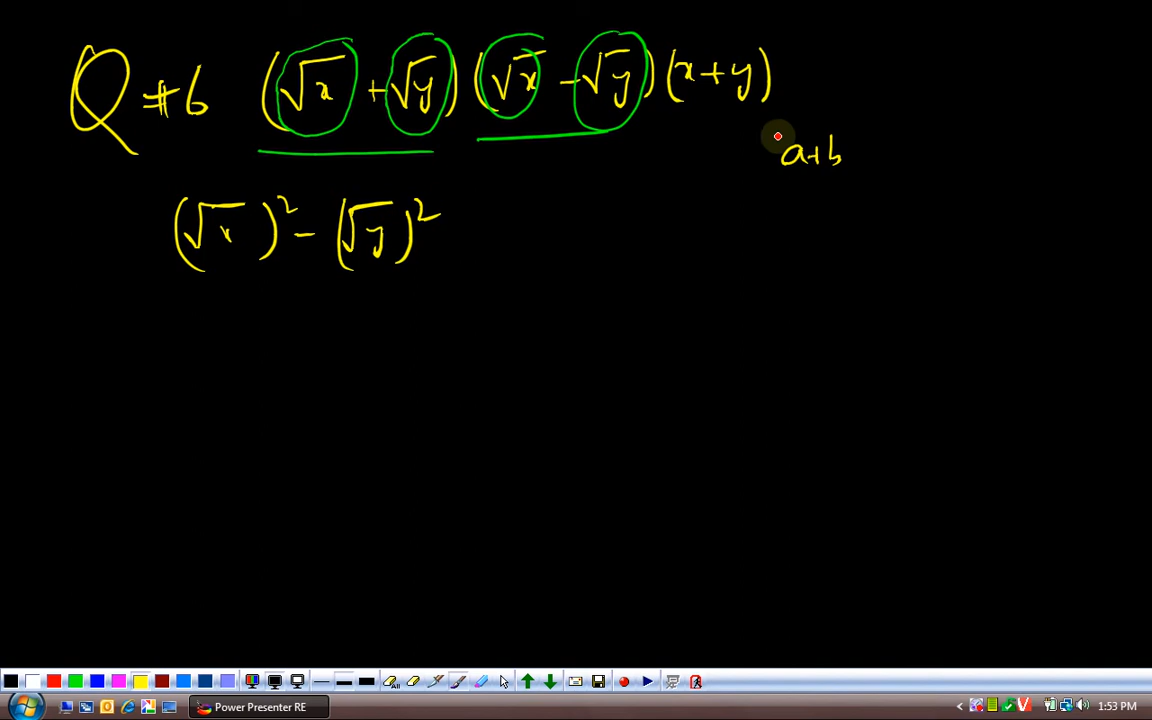 Q #6 (√x + √y) (√x - √y) (x + y)
a+b
(√x)² - (√y)²
Power Presenter RE
1:53 PM